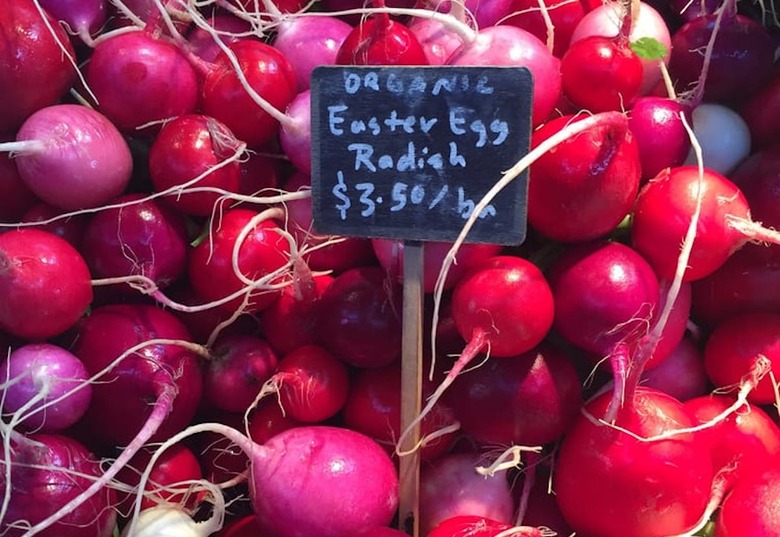 ORGANIC
Easter Egg
Radish
$3.50/bn